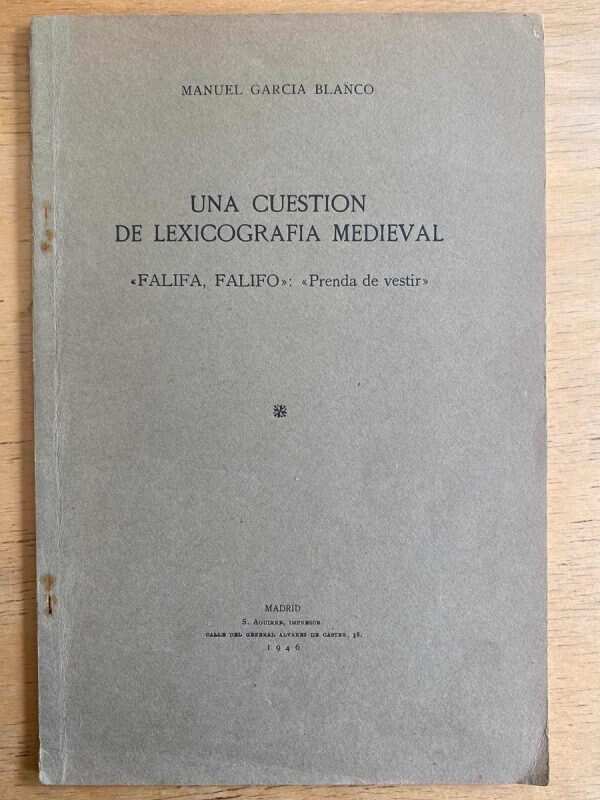 MANUEL GARCIA BLANCO
UNA CUESTION
DE LEXICOGRAFIA MEDIEVAL
«FALIFA, FALIFO»: «Prenda de vestir»
MADRID
S. AGUIRRE, IMPRESOR
CALLE DEL GENERAL ALVAREZ DE CASTRO, 38.
1946